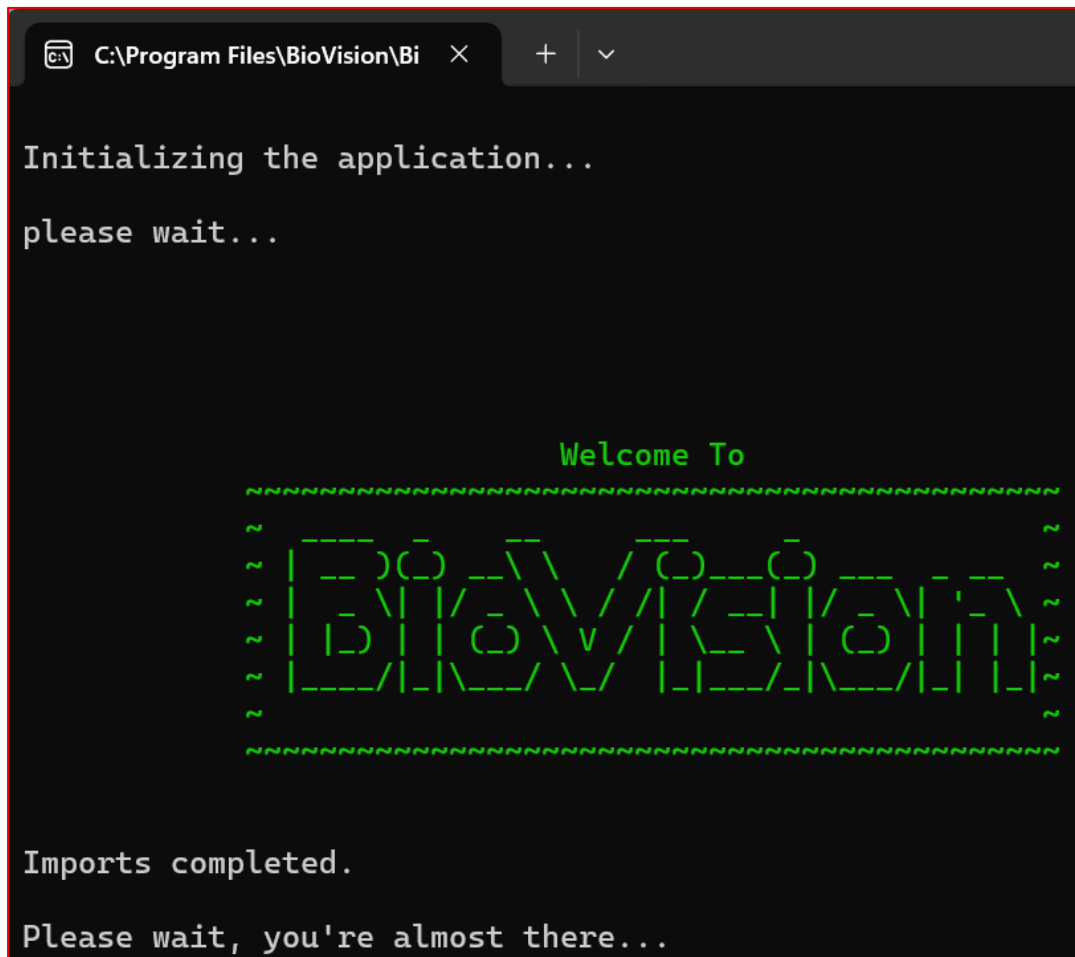 C:\Program Files\BioVision\Bi
Initializing the application...
please wait...
Welcome To
BioVision
Imports completed.
Please wait, you're almost there...